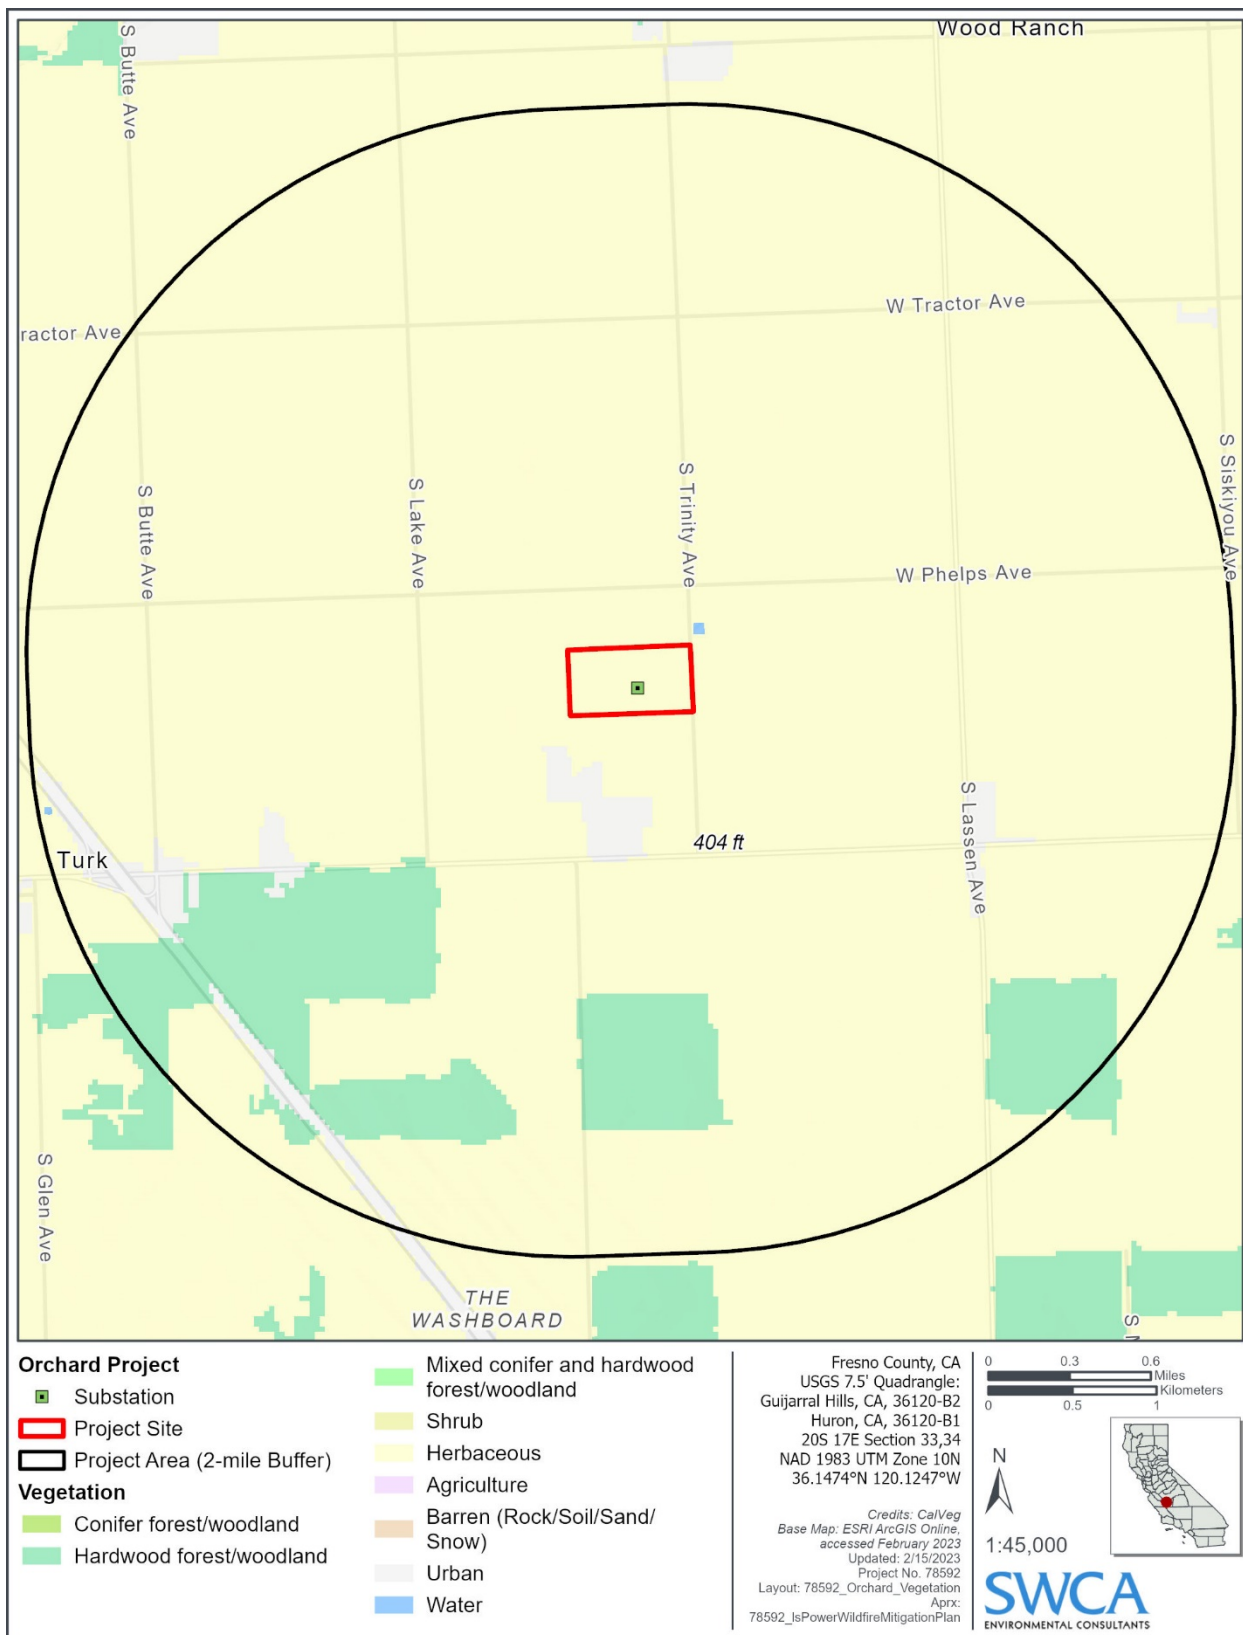 Wood Ranch
S Butte Ave
ractor Ave
W Tractor Ave
S Butte Ave
S Lake Ave
S Trinity Ave
S Siskiyou Ave
W Phelps Ave
S Lassen Ave
404 ft
Turk
S Glen Ave
THE
WASHBOARD
Orchard Project
Substation
Project Site
Project Area (2-mile Buffer)
Vegetation
Conifer forest/woodland
Hardwood forest/woodland
Mixed conifer and hardwood
forest/woodland
Shrub
Herbaceous
Agriculture
Barren (Rock/Soil/Sand/
Snow)
Urban
Water
Fresno County, CA
USGS 7.5' Quadrangle:
Guijarral Hills, CA, 36120-B2
Huron, CA, 36120-B1
20S 17E Section 33,34
NAD 1983 UTM Zone 10N
36.1474°N 120.1247°W
Credits: CalVeg
Base Map: ESRI ArcGIS Online,
accessed February 2023
Updated: 2/15/2023
Project No. 78592
Layout: 78592_Orchard_Vegetation
Aprx:
78592_IsPowerWildfireMitigationPlan
0 0.3 0.6
Miles
Kilometers
0 0.5 1
N
1:45,000
SWCA
ENVIRONMENTAL CONSULTANTS